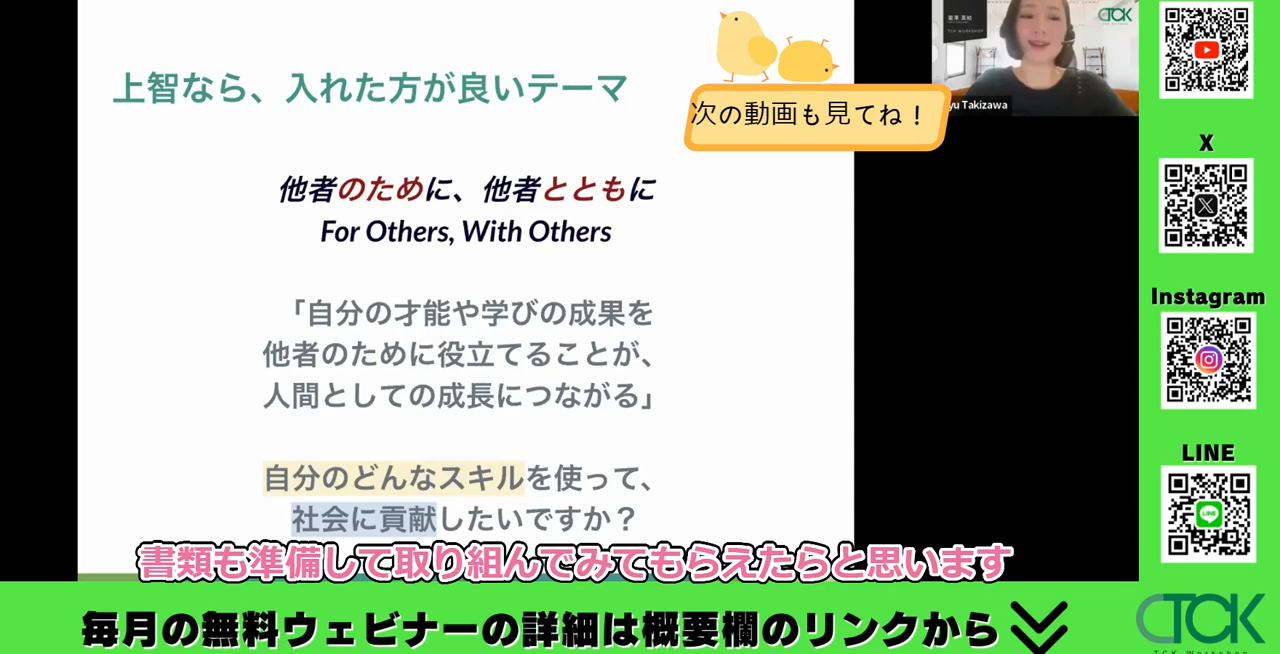 上智なら、入れた方が良いテーマ
次の動画も見てね！
他者のために、他者とともに
For Others, With Others
「自分の才能や学びの成果を
他者のために役立てることが、
人間としての成長につながる」
自分のどんなスキルを使って、
社会に貢献したいですか？
書類も準備して取り組んでみてもらえたらと思います
毎月の無料ウェビナーの詳細は概要欄のリンクから
TCK WORKSHOP
TCK
yu Takizawa
X
Instagram
LINE
LINE
TCK
TCK Workshop